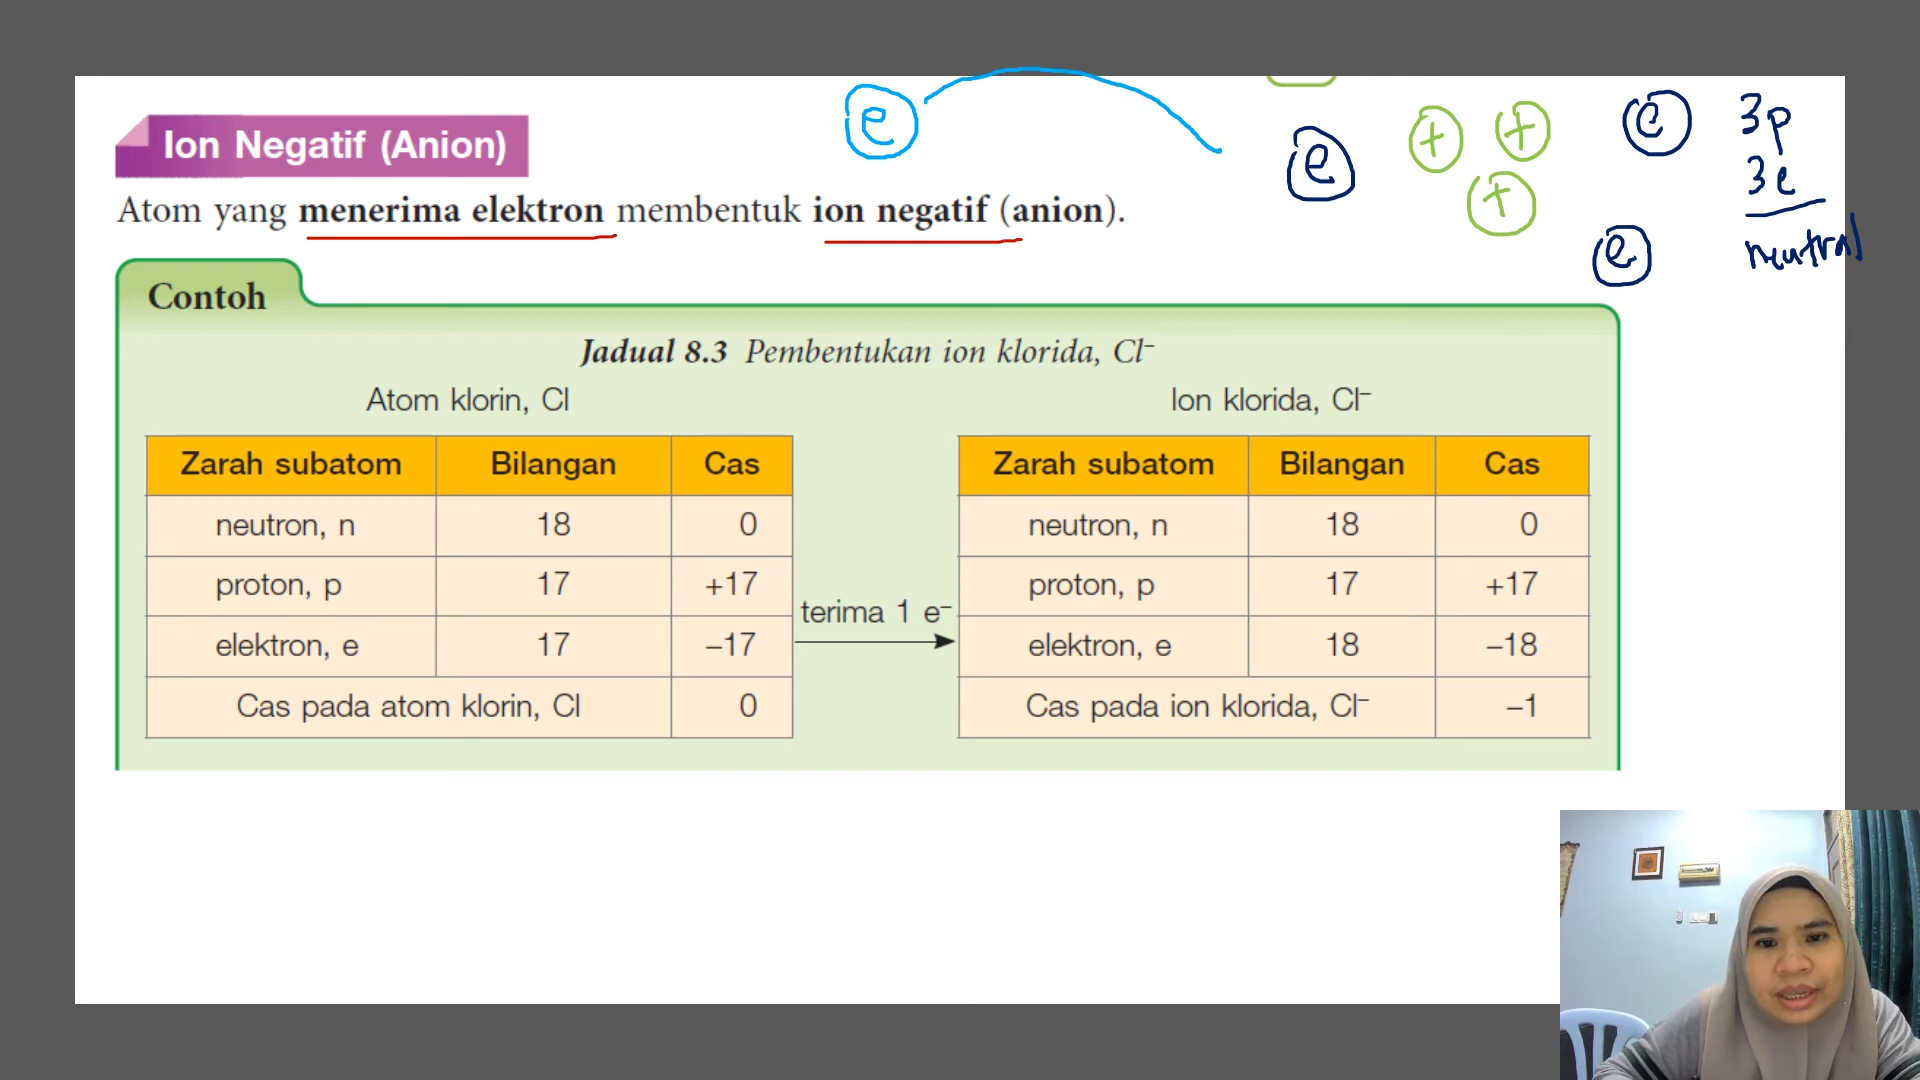 e
e
+
+
+
e
e
3p
3e
neutral
Ion Negatif (Anion)
Atom yang menerima elektron membentuk ion negatif (anion).
Contoh
Jadual 8.3 Pembentukan ion klorida, Cl⁻
Atom klorin, Cl
Zarah subatom Bilangan Cas
neutron, n 18 0
proton, p 17 +17
elektron, e 17 –17
Cas pada atom klorin, Cl 0
terima 1 e⁻
Ion klorida, Cl⁻
Zarah subatom Bilangan Cas
neutron, n 18 0
proton, p 17 +17
elektron, e 18 –18
Cas pada ion klorida, Cl⁻ –1